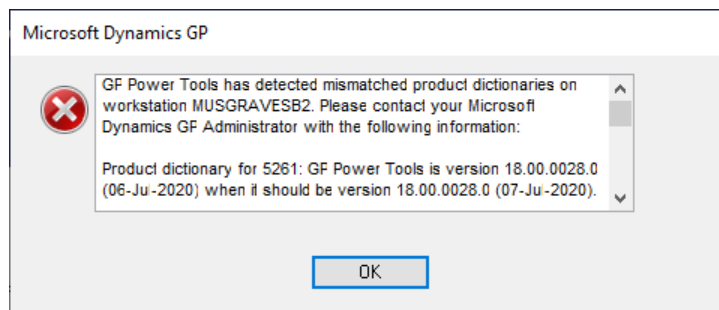 Microsoft Dynamics GP
GP Power Tools has detected mismatched product dictionaries on
workstation MUSGRAVESB2. Please contact your Microsoft
Dynamics GP Administrator with the following information:
Product dictionary for 5261: GP Power Tools is version 18.00.0028.0
(06-Jul-2020) when it should be version 18.00.0028.0 (07-Jul-2020).
OK